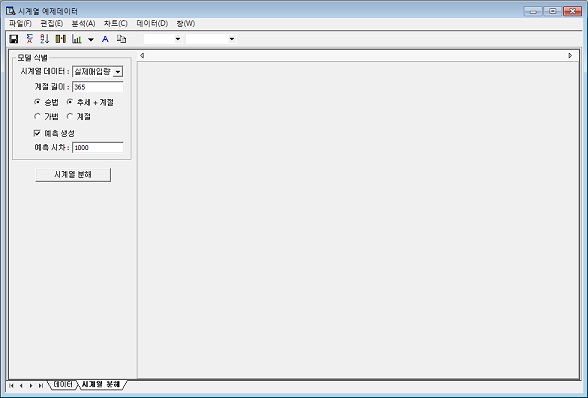 시계열 예제데이터
파일(F) 편집(E) 분석(A) 차트(C) 데이터(D) 창(W)
모델 식별
시계열 데이터 : 실제매입량
계절 길이 : 365
승법 추세 + 계절
가법 계절
예측 생성
예측 시차 : 1000
시계열 분해
데이터 시계열 분해